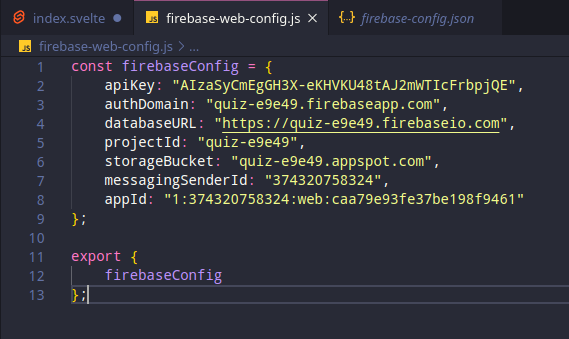 index.svelte
firebase-web-config.js
firebase-config.json
firebase-web-config.js > ...
1 const firebaseConfig = {
2 apiKey: "AIzaSyCmEgGH3X-eKHVKU48tAJ2mWTIcFrbpjQE",
3 authDomain: "quiz-e9e49.firebaseapp.com",
4 databaseURL: "https://quiz-e9e49.firebaseio.com",
5 projectId: "quiz-e9e49",
6 storageBucket: "quiz-e9e49.appspot.com",
7 messagingSenderId: "374320758324",
8 appId: "1:374320758324:web:caa79e93fe37be198f9461"
9 };
10
11 export {
12 firebaseConfig
13 };